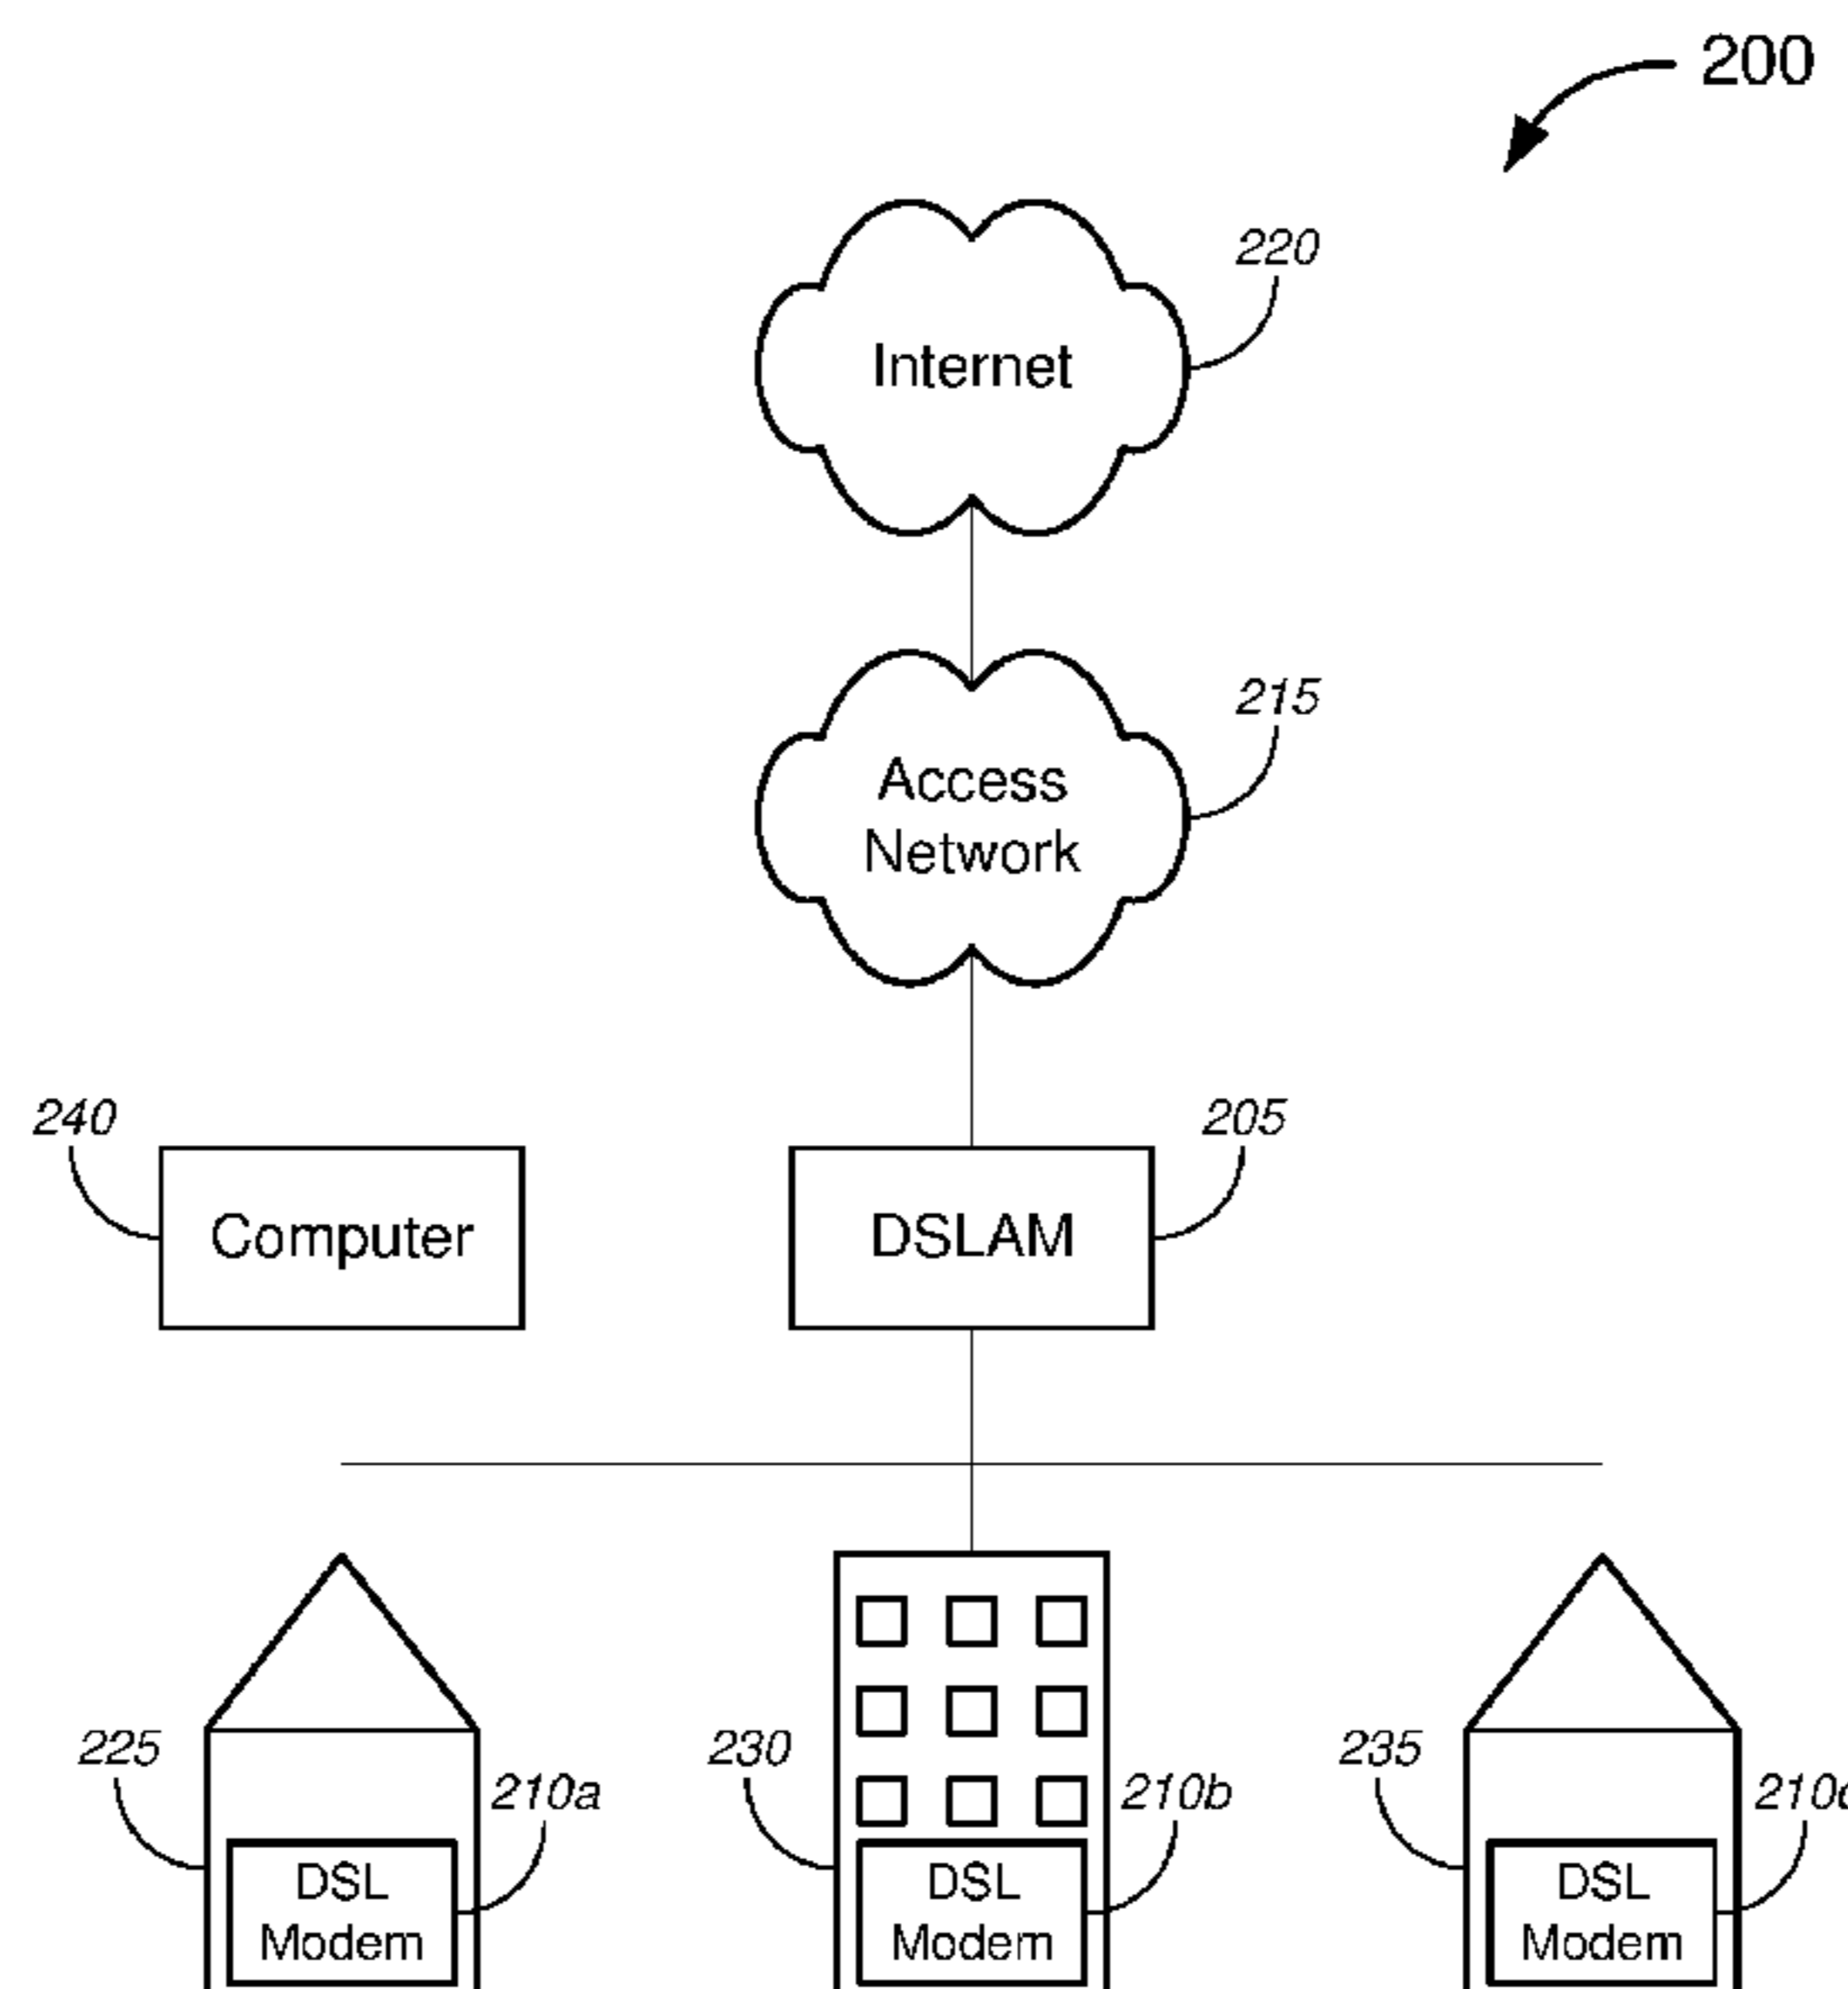 200
220
Internet
215
Access
Network
240
205
Computer
DSLAM
225
210a
230
210b
235
DSL
Modem
DSL
Modem
DSL
Modem